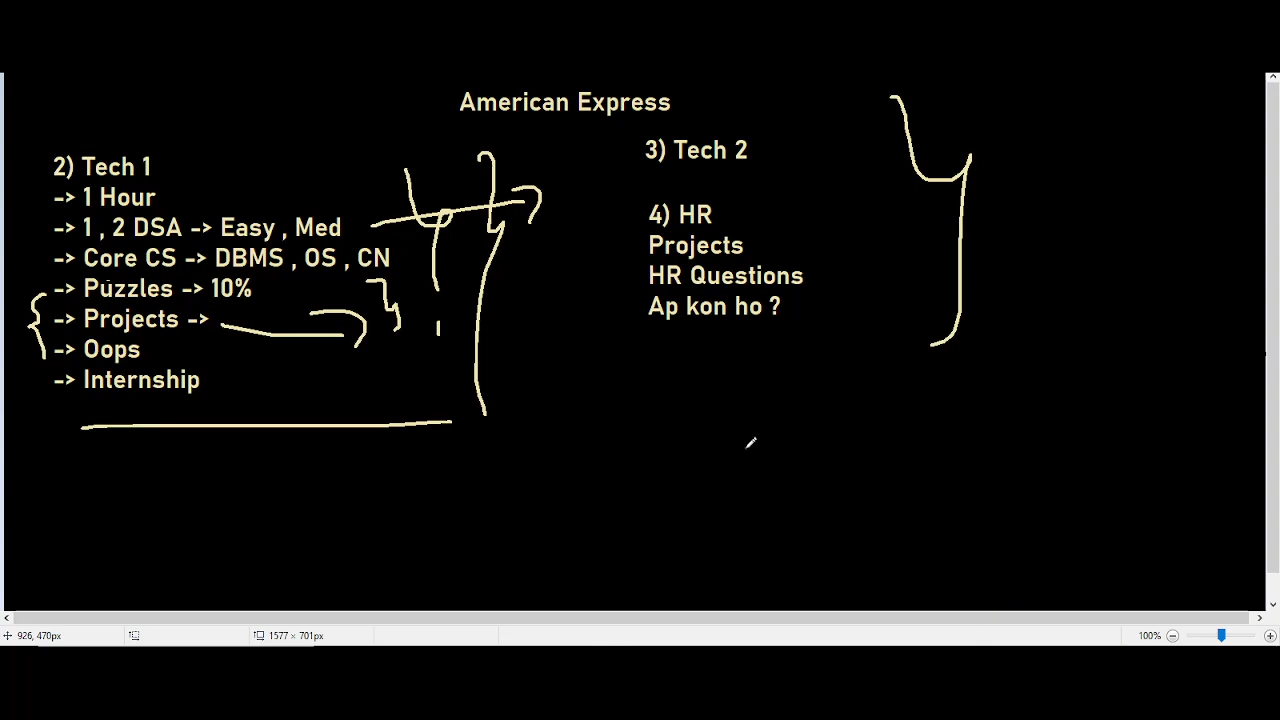 American Express
2) Tech 1
-> 1 Hour
-> 1 , 2 DSA -> Easy , Med
-> Core CS -> DBMS , OS , CN
-> Puzzles -> 10%
-> Projects ->
-> Oops
-> Internship
3) Tech 2
4) HR
Projects
HR Questions
Ap kon ho ?
926, 470px
1577 × 701px
100%